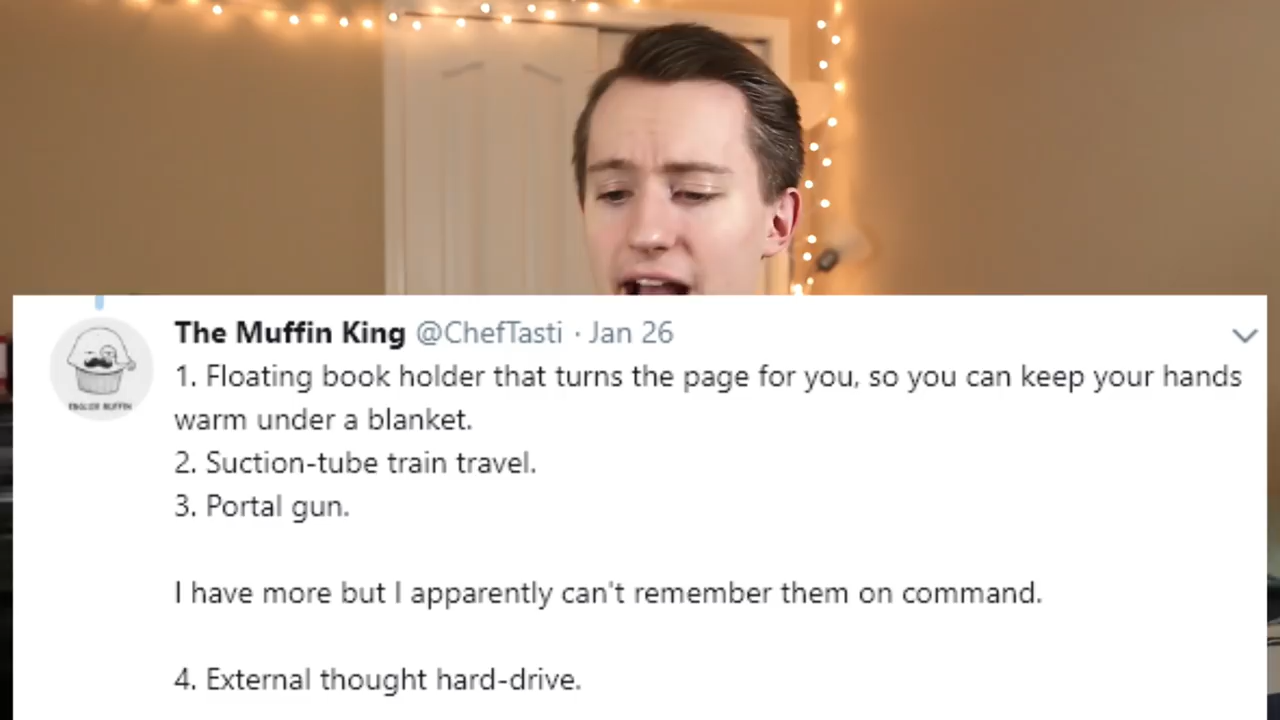 The Muffin King @ChefTasti · Jan 26
1. Floating book holder that turns the page for you, so you can keep your hands
warm under a blanket.
2. Suction-tube train travel.
3. Portal gun.
I have more but I apparently can't remember them on command.
4. External thought hard-drive.
ENGLISH MUFFIN